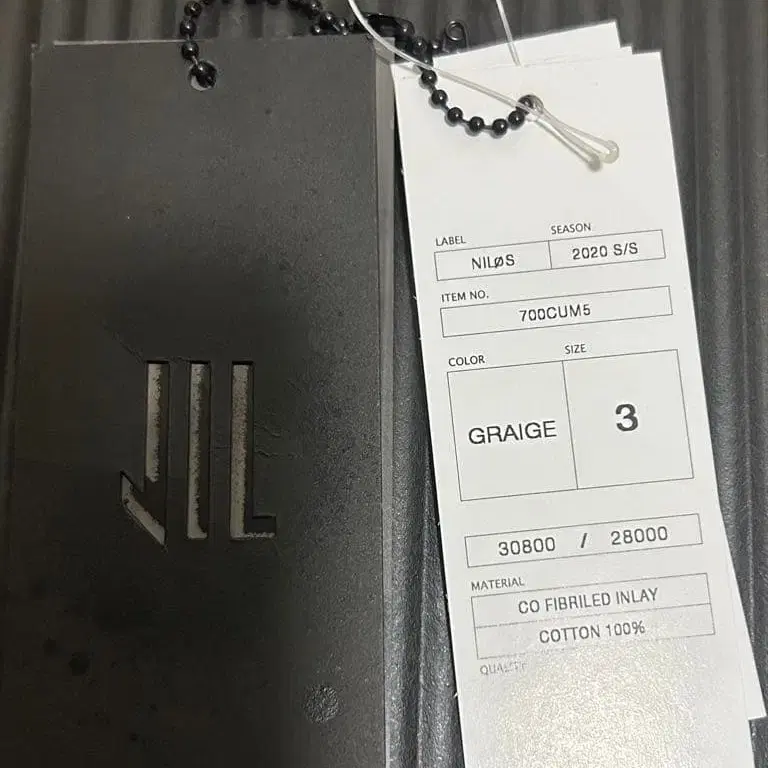 LABEL SEASON
NILøS 2020 S/S
ITEM NO.
700CUM5
COLOR SIZE
GRAIGE 3
30800 / 28000
MATERIAL
CO FIBRILED INLAY
COTTON 100%
QUALITY